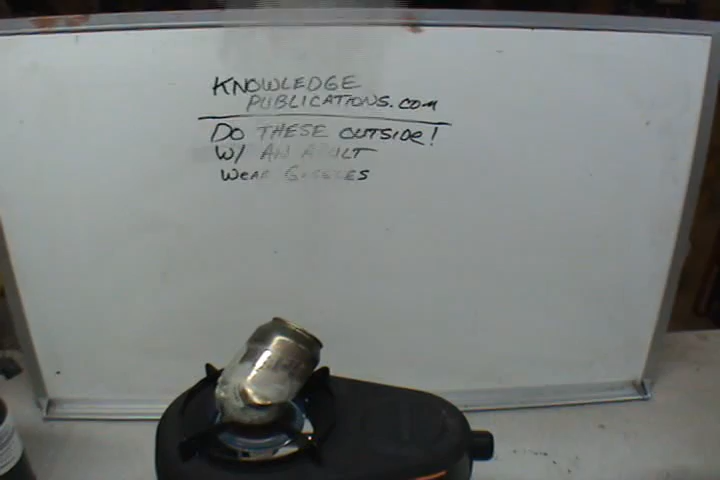 KNOWLEDGE
PUBLICATIONS.COM
DO THESE OUTSIDE!
W/ AN ADULT
WEAR GOGGLES